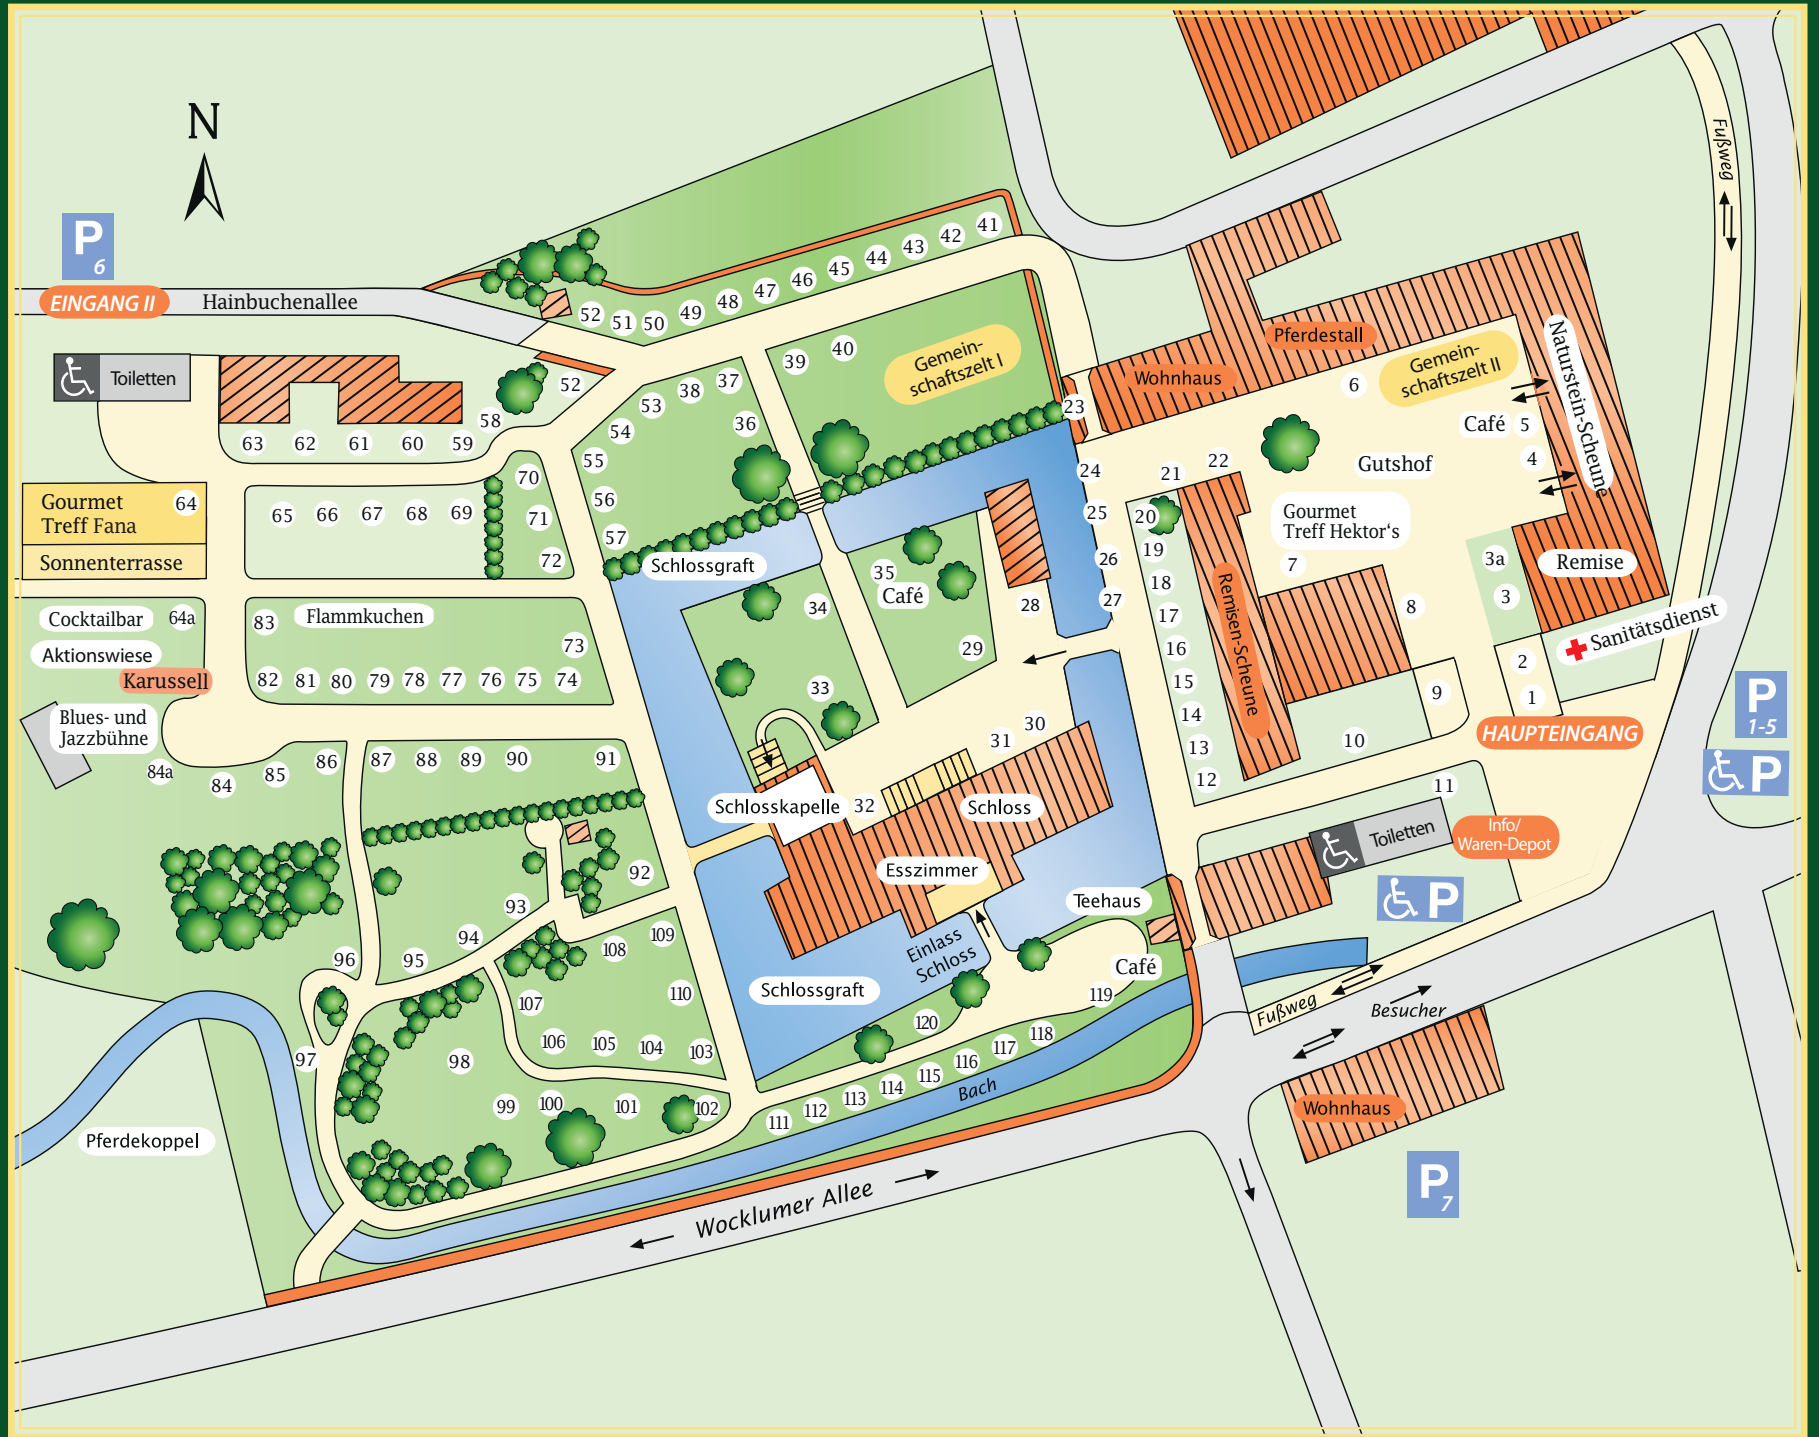 N
P
6
EINGANG II
Hainbuchenallee
Toiletten
Gourmet
Treff Fana
64
Sonnenterrasse
Cocktailbar
64a
Aktionswiese
Karussell
Blues- und
Jazzbühne
84a
84
85
86
87
88
89
90
91
63
62
61
60
59
58
52
65
66
67
68
69
70
71
72
83
Flammkuchen
73
82
81
80
79
78
77
76
75
74
52
51
50
49
48
47
46
45
44
43
42
41
40
39
38
37
36
53
54
55
56
57
Gemein-
schaftszelt I
23
Wohnhaus
Pferdestall
Gemein-
schaftszelt II
6
Café
5
4
Naturstein-Scheune
Fußweg
Gutshof
Gourmet
Treff Hektor's
7
8
3a
3
Remise
Sanitätsdienst
2
1
HAUPTEINGANG
P
1-5
P
9
10
11
24
25
26
27
22
21
20
19
18
17
16
15
14
13
12
Remisen-Scheune
Schlossgraft
35
Café
34
33
28
29
30
31
32
Schlosskapelle
Schloss
Esszimmer
Einlass
Schloss
Teehaus
Café
119
120
Schlossgraft
Toiletten
Info/
Waren-Depot
P
Fußweg
Besucher
Wohnhaus
P
7
92
93
94
95
96
97
98
99
100
101
102
103
104
105
106
107
108
109
110
111
112
113
114
115
116
117
118
Bach
Pferdekoppel
Wocklumer Allee